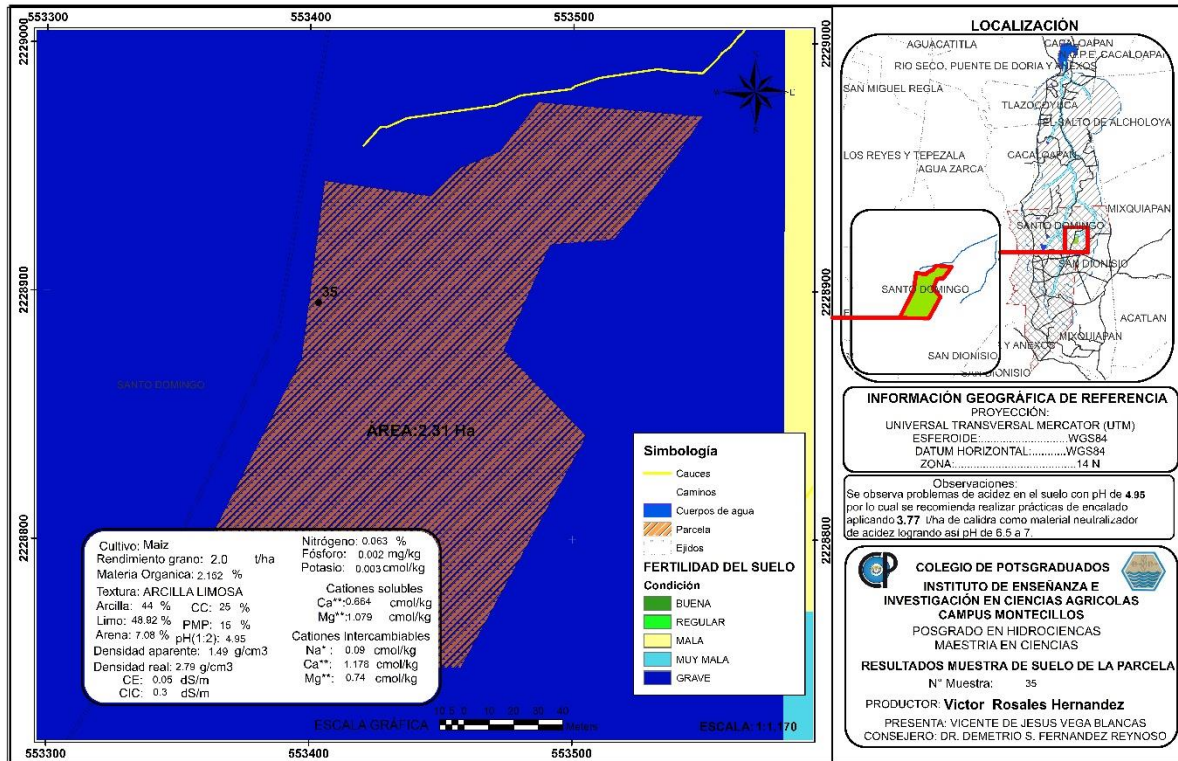 553300
553400
553500
2229000
2229000
35
SANTO DOMINGO
2228900
2228900
AREA:2.31 Ha
2228800
2228800
Simbología
Cauces
Caminos
Cuerpos de agua
Parcela
Ejidos
FERTILIDAD DEL SUELO
Condición
BUENA
REGULAR
MALA
MUY MALA
GRAVE
Cultivo: Maiz
Rendimiento grano: 2.0 t/ha
Materia Organica: 2.152 %
Textura: ARCILLA LIMOSA
Arcilla: 44 % CC: 25 %
Limo: 48.92 % PMP: 15 %
Arena: 7.08 % pH(1:2): 4.95
Densidad aparente: 1.49 g/cm3
Densidad real: 2.79 g/cm3
CE: 0.05 dS/m
CIC: 0.3 dS/m
Nitrógeno: 0.063 %
Fósforo: 0.002 mg/kg
Potasio: 0.003 cmol/kg
Cationes solubles
Ca⁺⁺: 0.664 cmol/kg
Mg⁺⁺: 1.079 cmol/kg
Cationes Intercambiables
Na⁺: 0.09 cmol/kg
Ca⁺⁺: 1.178 cmol/kg
Mg⁺⁺: 0.74 cmol/kg
ESCALA GRÁFICA
10 5 0 10 20 30 40
Meters
ESCALA:1:1,170
553300
553400
553500
LOCALIZACIÓN
AGUACATITLA
CACALOAPAN
P.E. CACALOAPAN
RIO SECO, PUENTE DE DORIA Y ANEXOS
SAN MIGUEL REGLA
TLAZOCOYUCA
EL SALTO DE ALCHOLOYA
LOS REYES Y TEPEZALA
CACALOAPAN
AGUA ZARCA
MIXQUIAPAN
SANTO DOMINGO
SAN DIONISIO
SANTO DOMINGO
ACATLAN
MIXQUIAPAN
Y ANEXOS
SAN DIONISIO
SAN DIONISIO
INFORMACIÓN GEOGRÁFICA DE REFERENCIA
PROYECCIÓN:
UNIVERSAL TRANSVERSAL MERCATOR (UTM)
ESFEROIDE:............................WGS84
DATUM HORIZONTAL:...........WGS84
ZONA:......................................14 N
Observaciones:
Se observa problemas de acidez en el suelo con pH de 4.95
por lo cual se recomienda realizar prácticas de encalado
aplicando 3.77 t/ha de calidra como material neutralizador
de acidez logrando así pH de 6.5 a 7.
CP
COLEGIO DE POTSGRADUADOS
INSTITUTO DE ENSEÑANZA E
INVESTIGACIÓN EN CIENCIAS AGRICOLAS
CAMPUS MONTECILLOS
POSGRADO EN HIDROCIENCAS
MAESTRIA EN CIENCIAS
RESULTADOS MUESTRA DE SUELO DE LA PARCELA
N° Muestra: 35
PRODUCTOR: Victor Rosales Hernandez
PRESENTA: VICENTE DE JESUS VEGA BLANCAS
CONSEJERO: DR. DEMETRIO S. FERNANDEZ REYNOSO